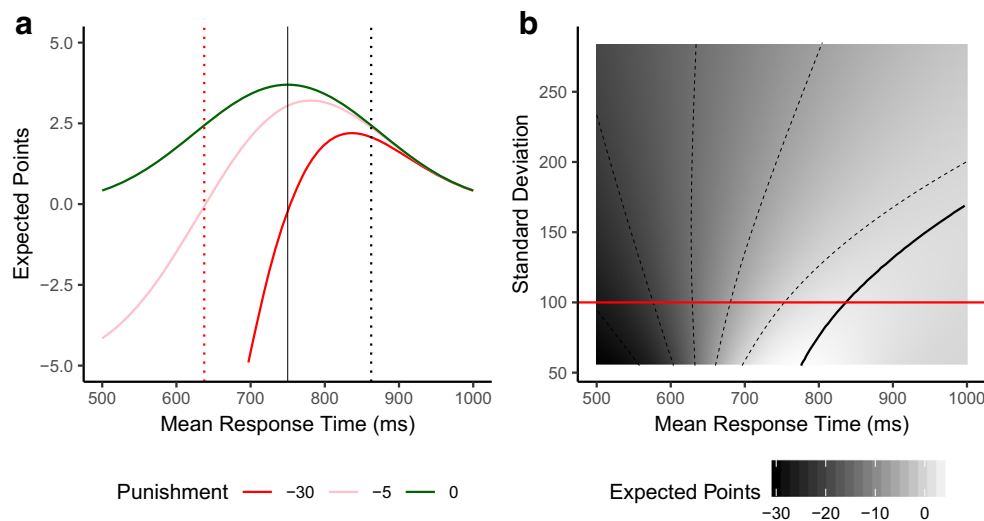 a
5.0
2.5
0.0
−2.5
−5.0
Expected Points
500 600 700 800 900 1000
Mean Response Time (ms)
Punishment −30 −5 0
b
250
200
150
100
50
Standard Deviation
500 600 700 800 900 1000
Mean Response Time (ms)
Expected Points
−30 −20 −10 0